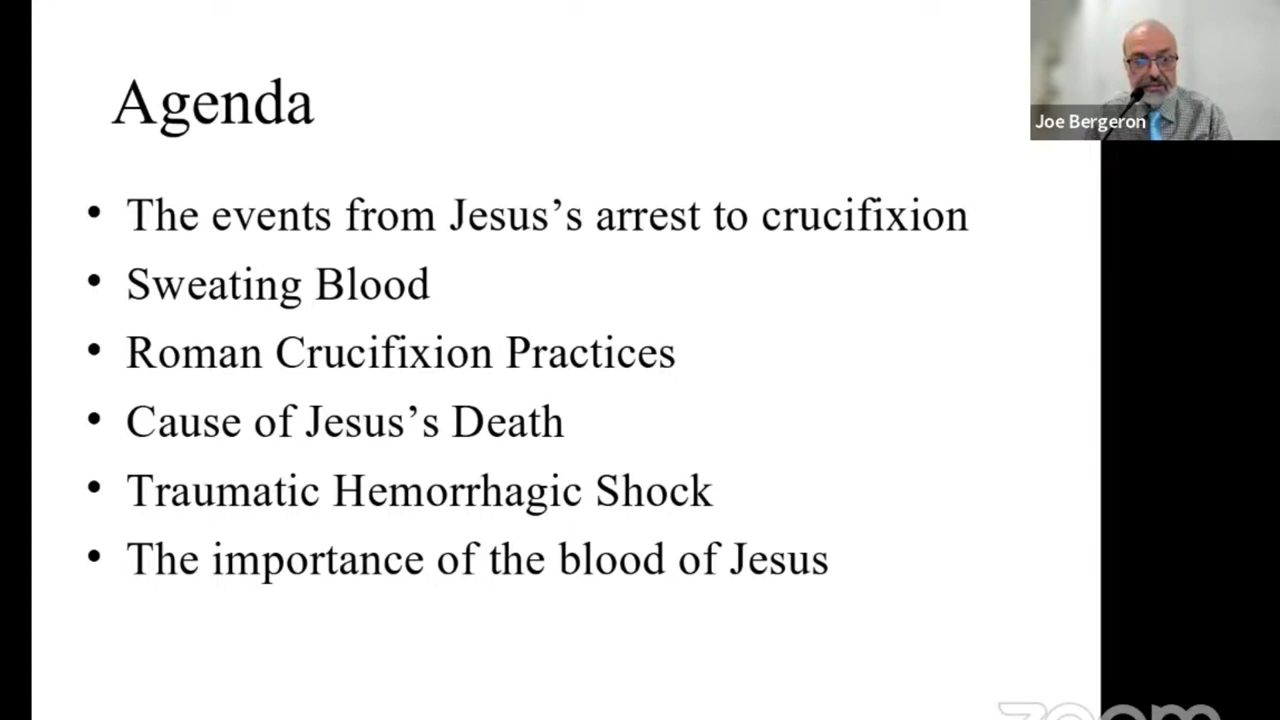 Agenda
Joe Bergeron
• The events from Jesus’s arrest to crucifixion
• Sweating Blood
• Roman Crucifixion Practices
• Cause of Jesus’s Death
• Traumatic Hemorrhagic Shock
• The importance of the blood of Jesus
zoom